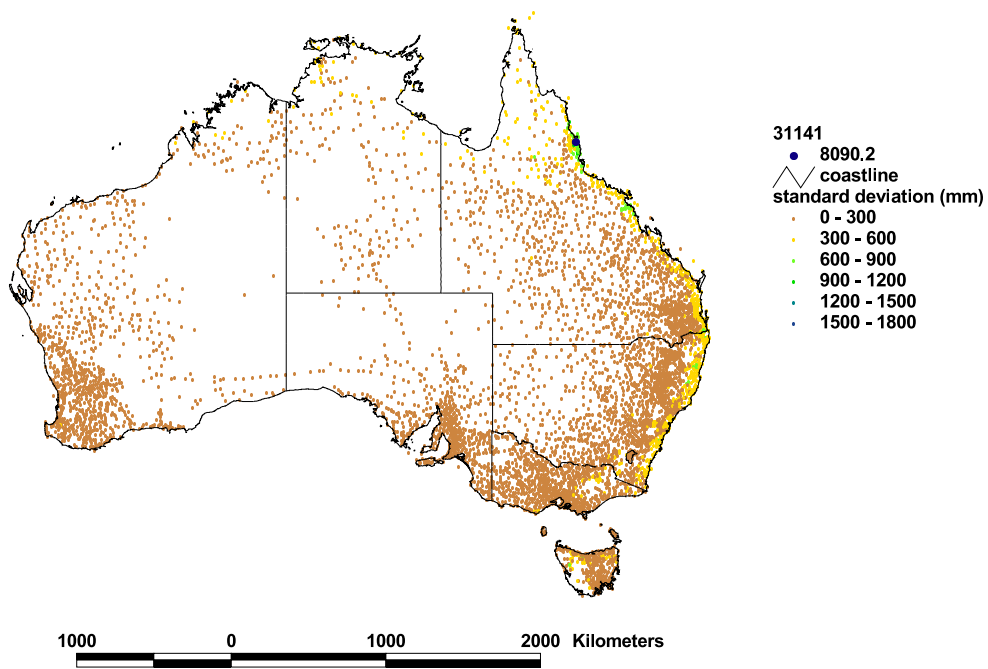 31141
8090.2
coastline
standard deviation (mm)
0 - 300
300 - 600
600 - 900
900 - 1200
1200 - 1500
1500 - 1800
1000 0 1000 2000 Kilometers